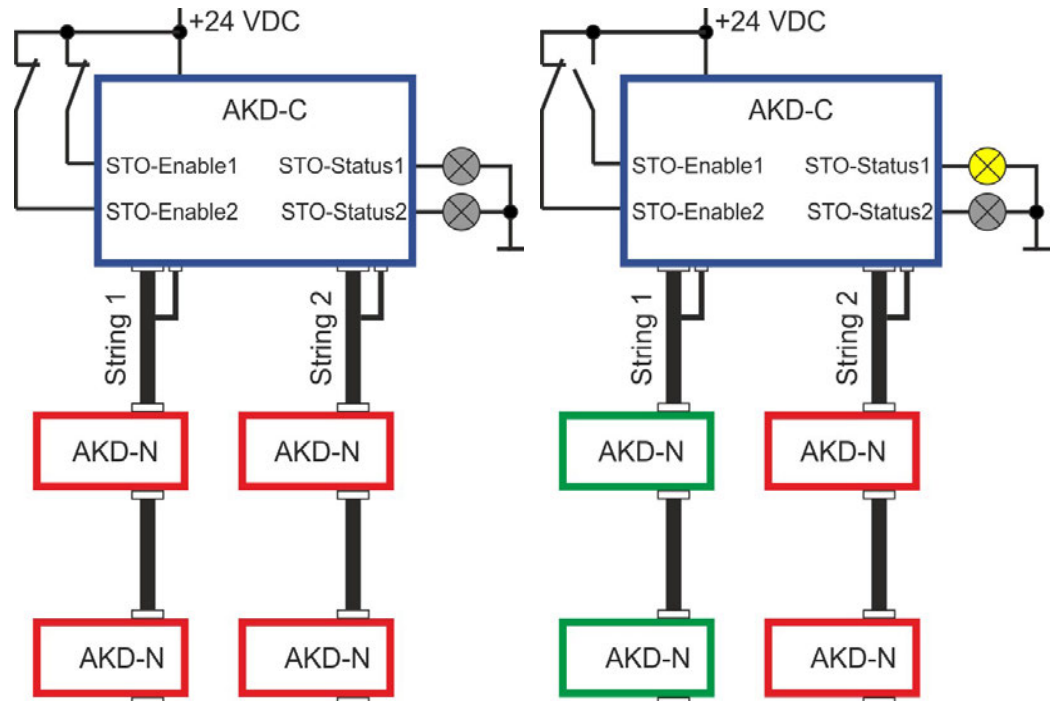 +24 VDC
AKD-C
STO-Enable1 STO-Status1
STO-Enable2 STO-Status2
String 1
String 2
AKD-N
AKD-N
AKD-N
AKD-N
+24 VDC
AKD-C
STO-Enable1 STO-Status1
STO-Enable2 STO-Status2
String 1
String 2
AKD-N
AKD-N
AKD-N
AKD-N